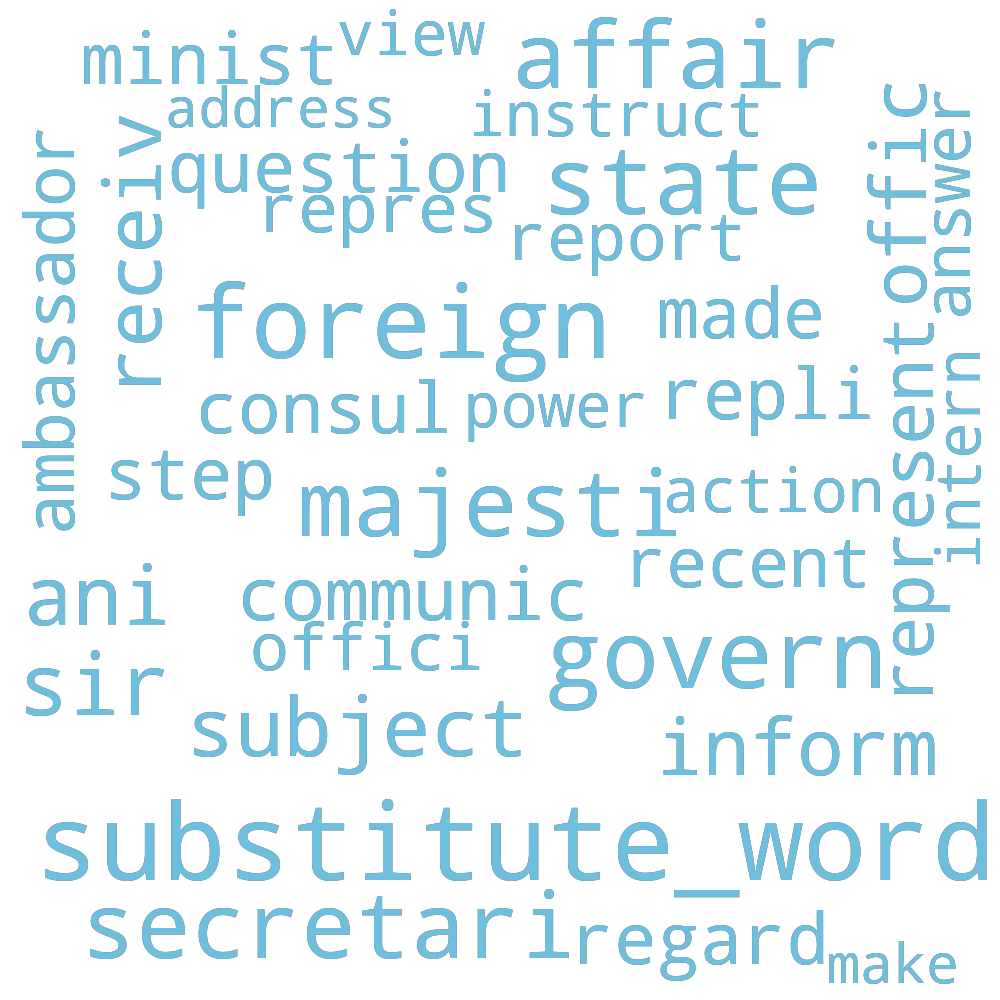 view
minist
affair
address
instruct
receiv
question
state
repres
report
ambassador
offic
answer
foreign
made
consul
power
repli
represent
intern
step
majesti
action
recent
ani
communic
offici
govern
sir
subject
inform
substitute_word
secretari
regard
make